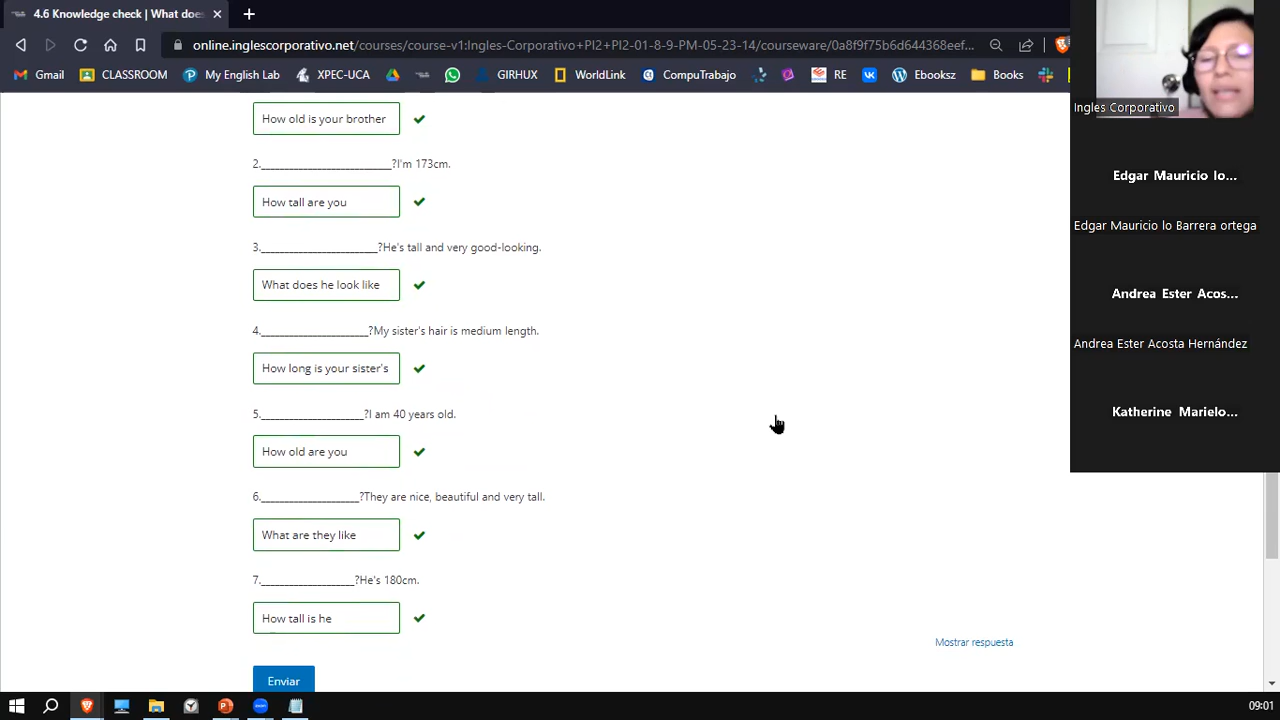 4.6 Knowledge check | What doe
online.inglescorporativo.net/courses/course-v1:Ingles-Corporativo+PI2+PI2-01-8-9-PM-05-23-14/courseware/0a8f9f75b6d644368eef...
Gmail CLASSROOM My English Lab XPEC-UCA GIRHUX WorldLink CompuTrabajo RE Workana Ebooksz Books
How old is your brother
2.________________________?I'm 173cm.
How tall are you
3._____________________?He's tall and very good-looking.
What does he look like
4.___________________?My sister's hair is medium length.
How long is your sister's
5.__________________?I am 40 years old.
How old are you
6._________________?They are nice, beautiful and very tall.
What are they like
7.________________?He's 180cm.
How tall is he
Mostrar respuesta
Enviar
Ingles Corporativo
Edgar Mauricio lo...
Edgar Mauricio lo Barrera ortega
Andrea Ester Acos...
Andrea Ester Acosta Hernández
Katherine Marielo...
09:01